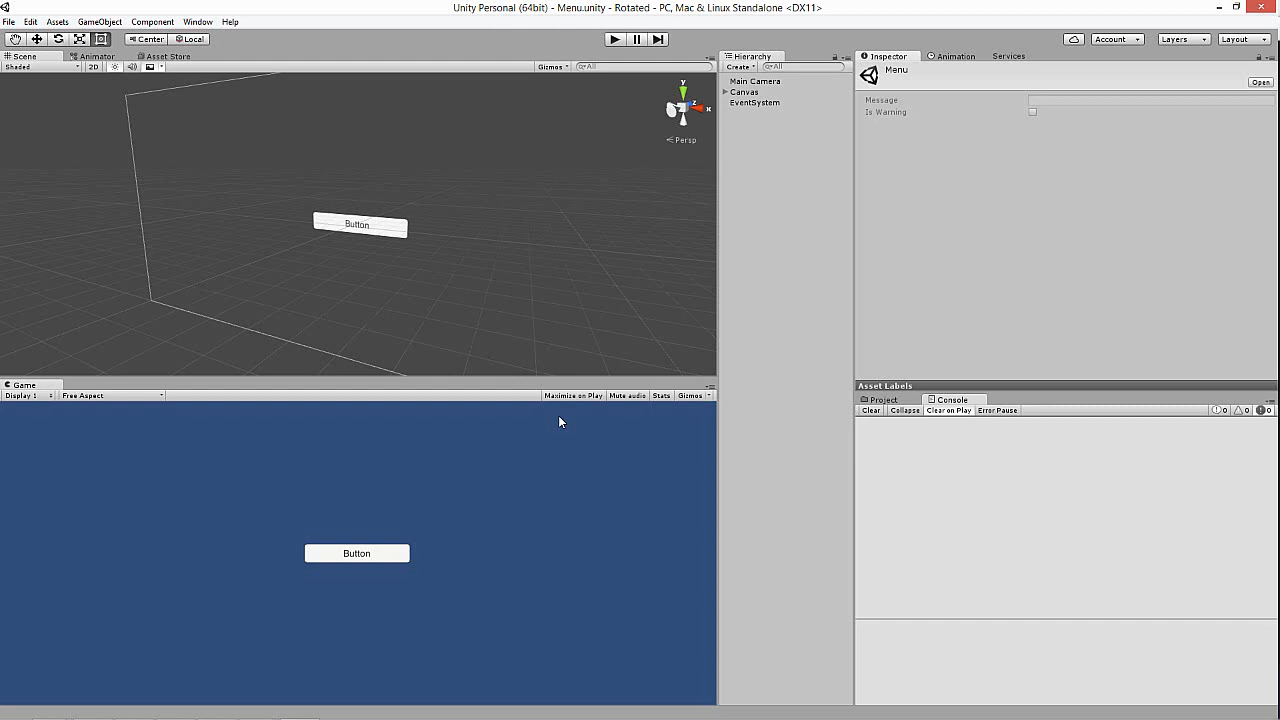 Unity Personal (64bit) - Menu.unity - Rotated - PC, Mac & Linux Standalone <DX11>
File Edit Assets GameObject Component Window Help
Center Local Account Layers Layout
Scene Animator Asset Store Hierarchy Inspector Animation Services
Shaded 2D Gizmos All Create All
Menu
Open
Main Camera
Canvas
EventSystem
Message
Is Warning
y
z
x
Persp
Button
Game
Asset Labels
Display 1 Free Aspect Maximize on Play Mute audio Stats Gizmos
Project Console
Clear Collapse Clear on Play Error Pause 0 0 0
Button